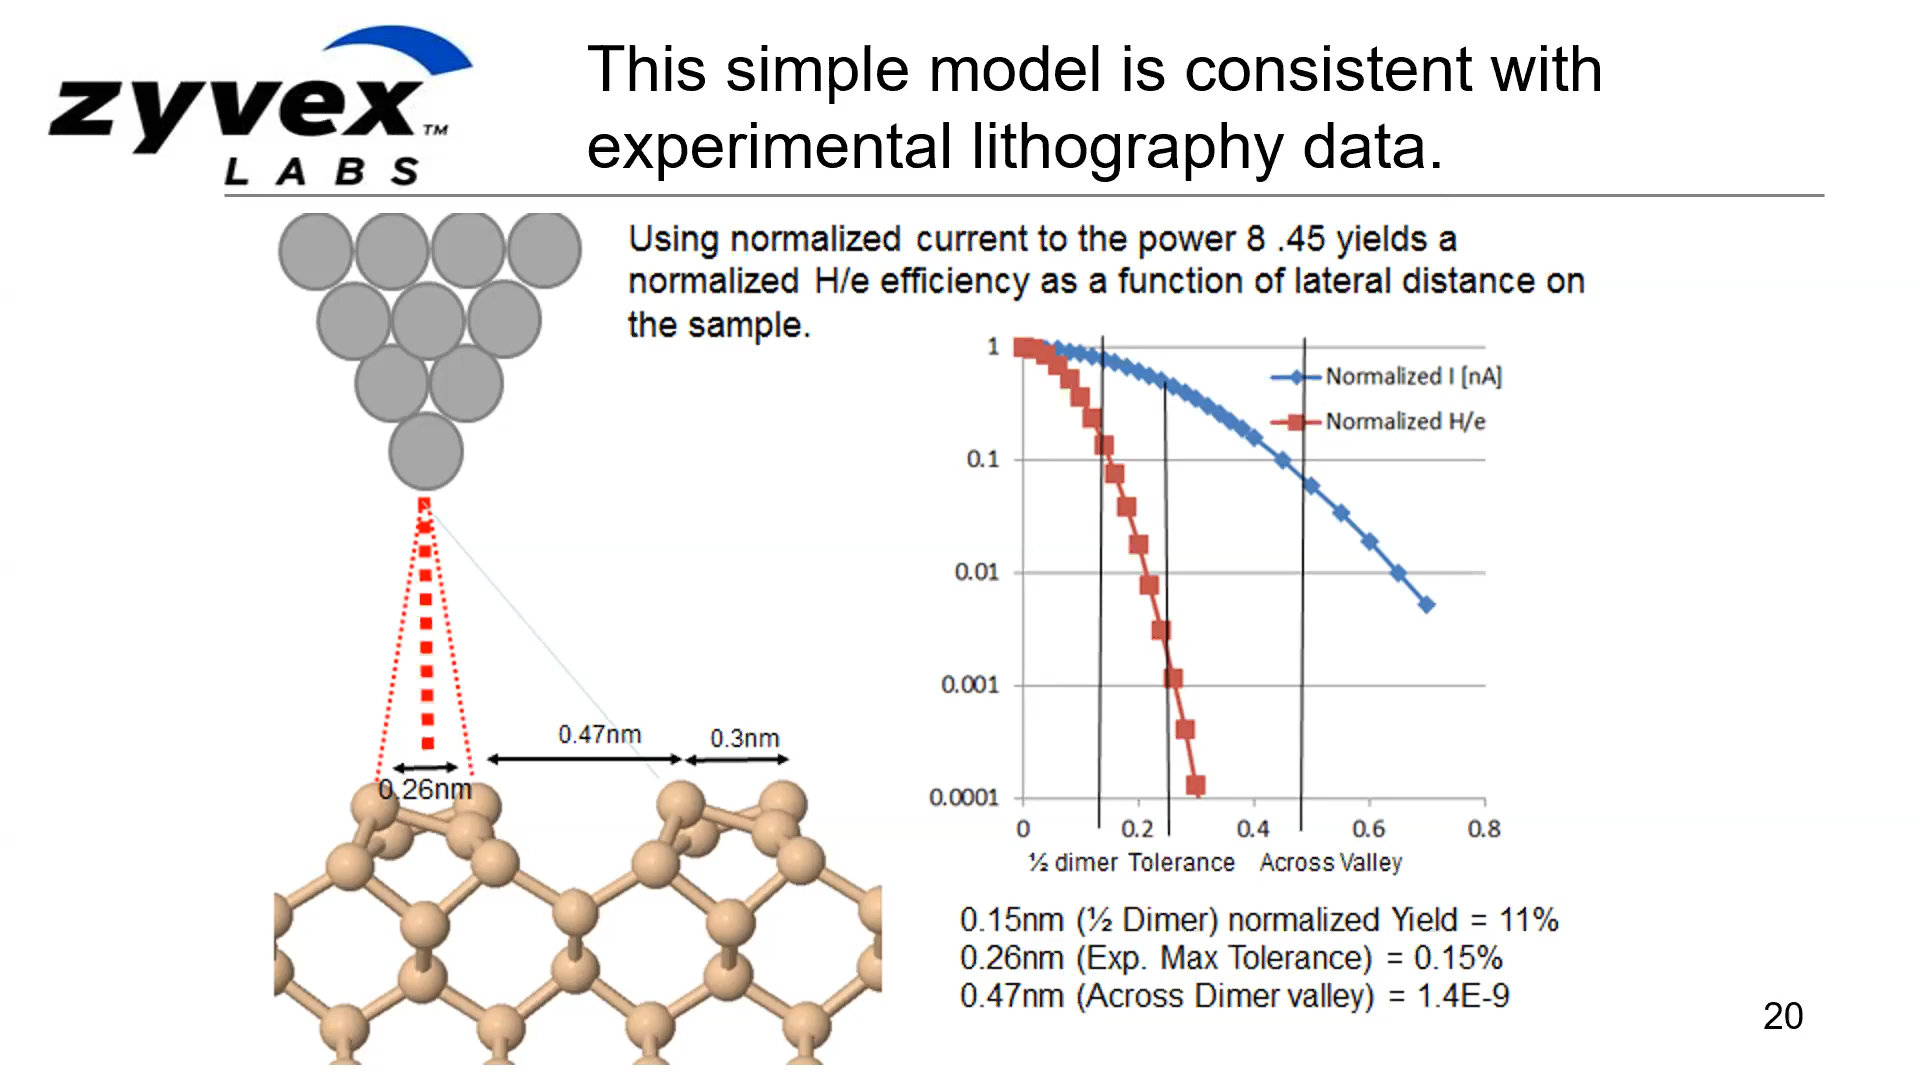 zyvex™
LABS
This simple model is consistent with
experimental lithography data.
Using normalized current to the power 8 .45 yields a
normalized H/e efficiency as a function of lateral distance on
the sample.
1
0.1
0.01
0.001
0.0001
0
0.2
0.4
0.6
0.8
Normalized I [nA]
Normalized H/e
½ dimer Tolerance Across Valley
0.47nm
0.3nm
0.26nm
0.15nm (½ Dimer) normalized Yield = 11%
0.26nm (Exp. Max Tolerance) = 0.15%
0.47nm (Across Dimer valley) = 1.4E-9
20